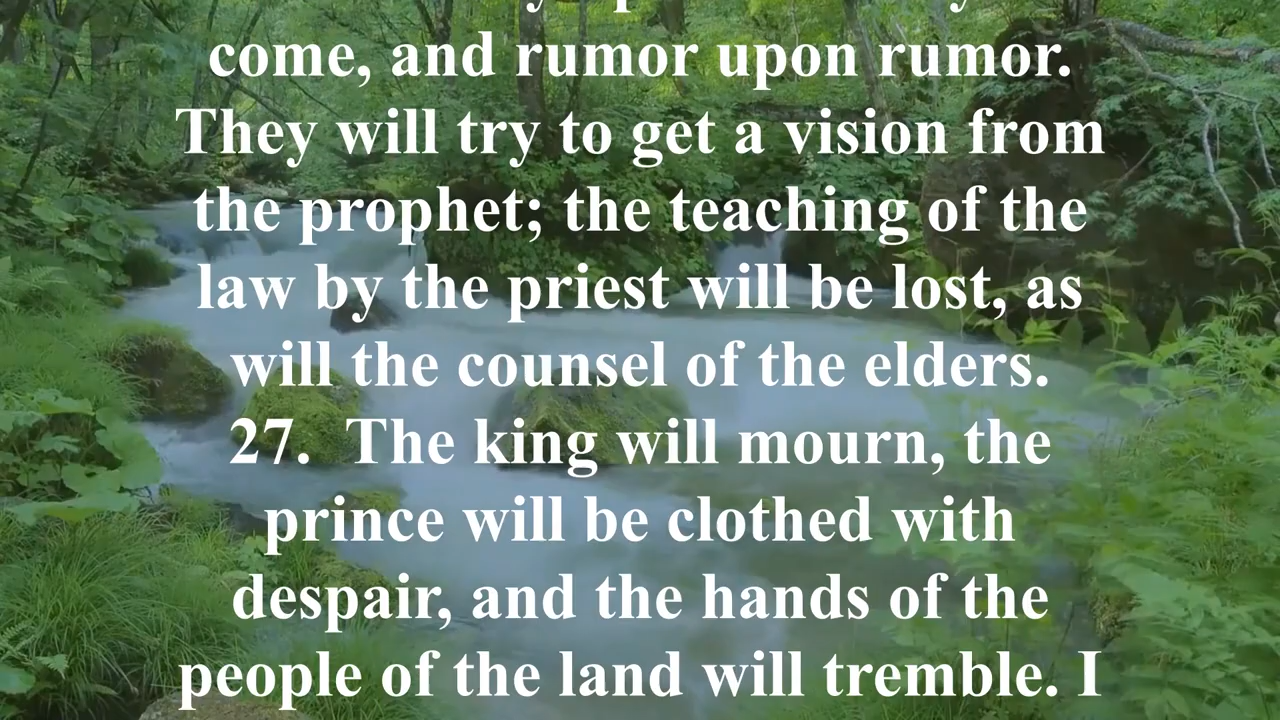 come, and rumor upon rumor.
They will try to get a vision from
the prophet; the teaching of the
law by the priest will be lost, as
will the counsel of the elders.
27. The king will mourn, the
prince will be clothed with
despair, and the hands of the
people of the land will tremble. I